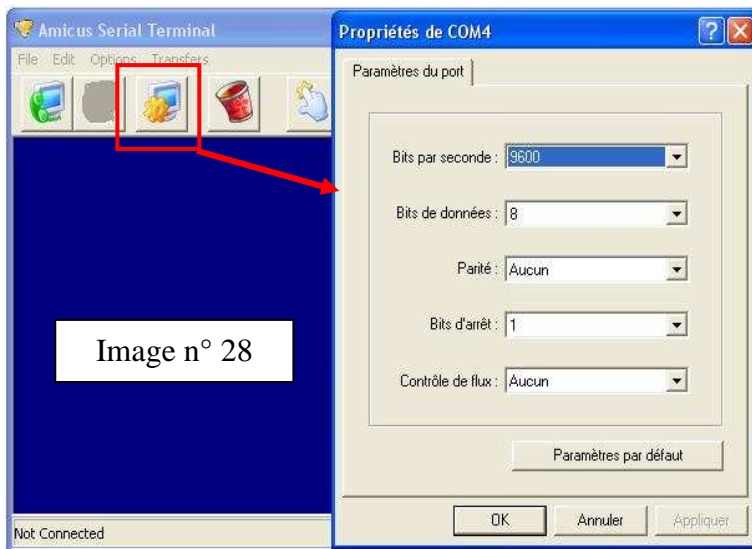 Amicus Serial Terminal
File Edit Options Transfers
Image n° 28
Not Connected
Propriétés de COM4
Paramètres du port
Bits par seconde : 9600
Bits de données : 8
Parité : Aucun
Bits d'arrêt : 1
Contrôle de flux : Aucun
Paramètres par défaut
OK Annuler Appliquer